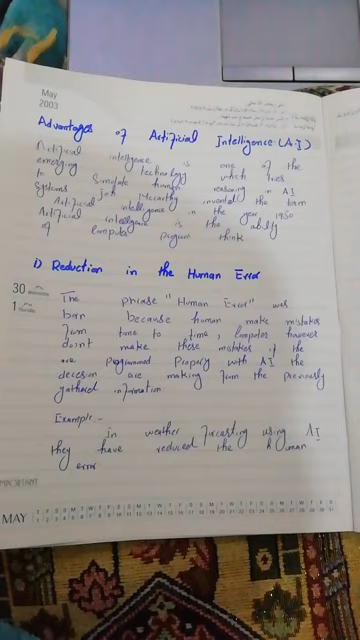 May
2003
Advantages of Artificial Intelligence (AI)
Artificial intelligence is one of the
emerging technology which tries
to simulate human reasoning in AI
systems John McCarthy invented the term
Artificial intelligence in the year 1950
Artificial intelligence is the ability
of Computer program think
1) Reduction in the Human Error
30
1
The phrase "Human Error" was
born because human make mistakes
from time to time, Computer however
don't make these mistakes if the
are programmed Properly with AI the
decesion are making from the previously
gathered information.
Example:-
In weather forcasting using AI
they have reduced the human
error
IMPORTANT
MAY